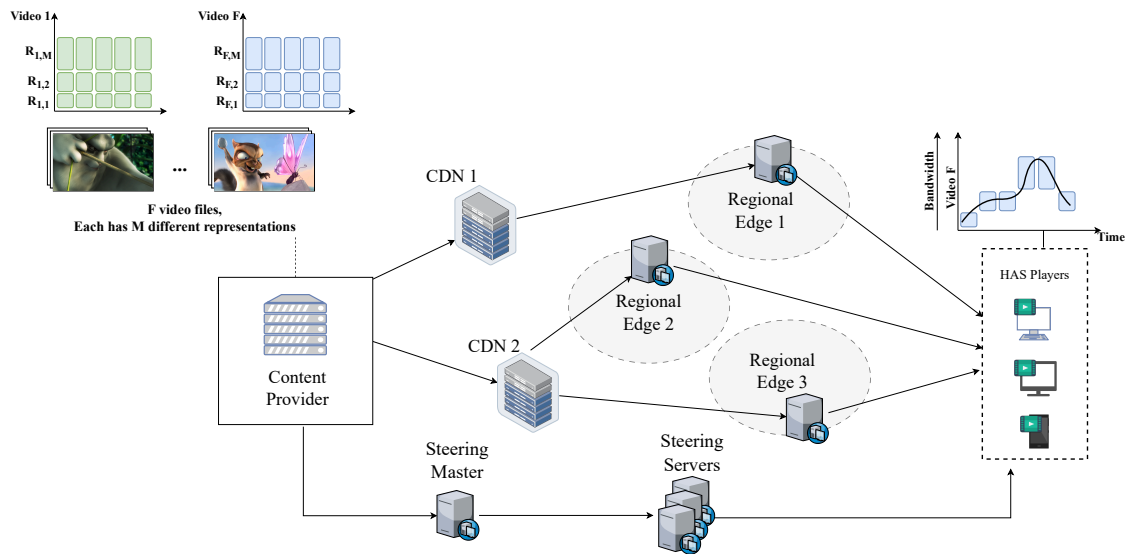 Video 1
R1,M
R1,2
R1,1
Video F
RF,M
RF,2
RF,1
...
F video files,
Each has M different representations
Content
Provider
CDN 1
CDN 2
Regional
Edge 1
Regional
Edge 2
Regional
Edge 3
Steering
Master
Steering
Servers
Bandwidth
Video F
Time
HAS Players